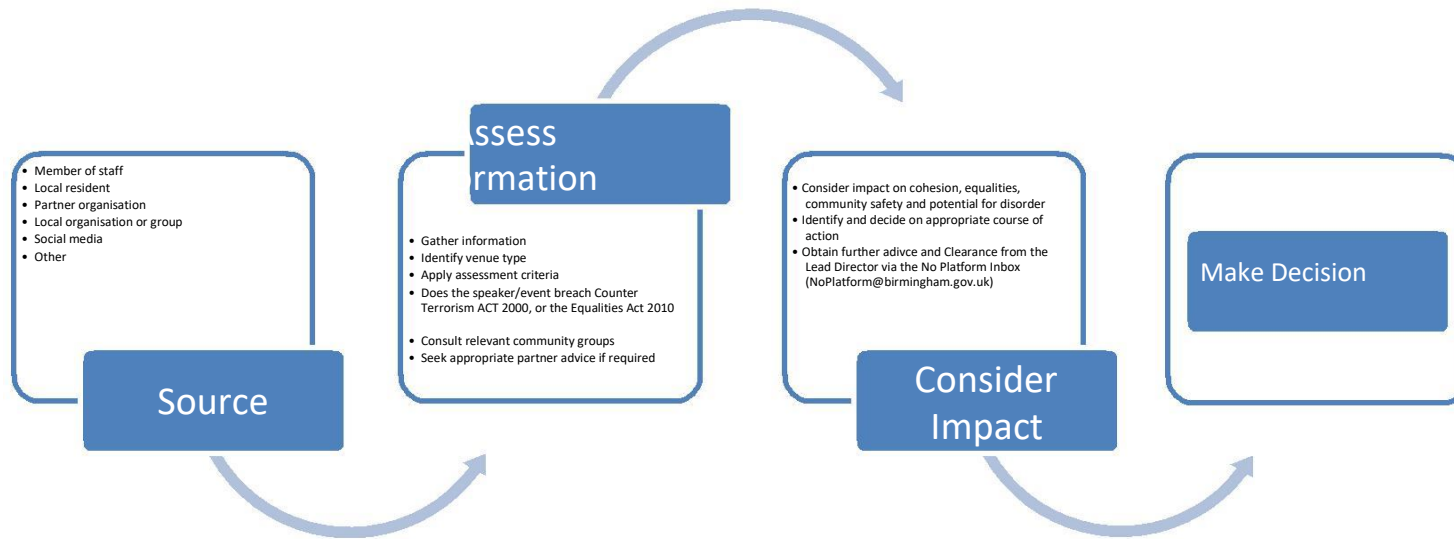 • Member of staff
• Local resident
• Partner organisation
• Local organisation or group
• Social media
• Other
Source
ssess
ormation
• Gather information
• Identify venue type
• Apply assessment criteria
• Does the speaker/event breach Counter
Terrorism ACT 2000, or the Equalities Act 2010
• Consult relevant community groups
• Seek appropriate partner advice if required
• Consider impact on cohesion, equalities,
community safety and potential for disorder
• Identify and decide on appropriate course of
action
• Obtain further adivce and Clearance from the
Lead Director via the No Platform Inbox
(NoPlatform@birmingham.gov.uk)
Consider
Impact
Make Decision